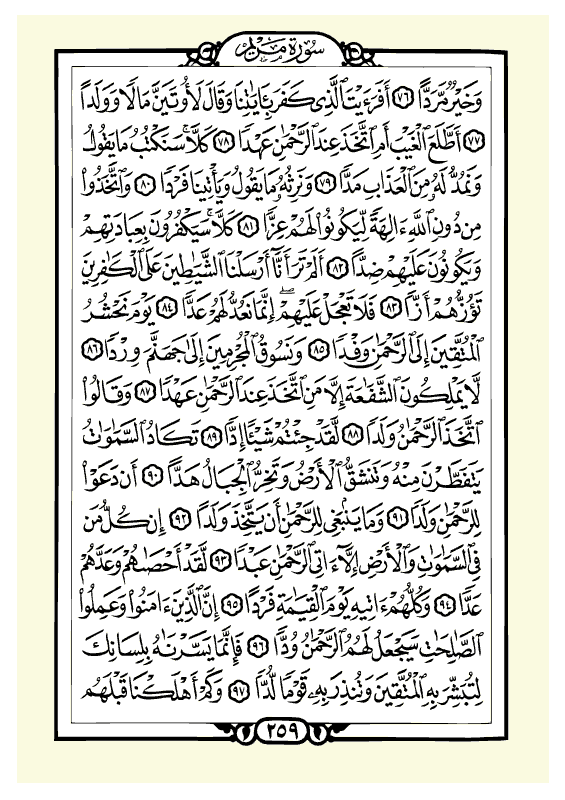 سورة مريم
وَخَيْرٌ مَّرَدًّا ٧٦ أَفَرَءَيْتَ ٱلَّذِى كَفَرَ بِـَٔايَٰتِنَا وَقَالَ لَأُوتَيَنَّ مَالًا وَوَلَدًا
٧٧ أَطَّلَعَ ٱلْغَيْبَ أَمِ ٱتَّخَذَ عِندَ ٱلرَّحْمَٰنِ عَهْدًا ٧٨ كَلَّا سَنَكْتُبُ مَا يَقُولُ
وَنَمُدُّ لَهُۥ مِنَ ٱلْعَذَابِ مَدًّا ٧٩ وَنَرِثُهُۥ مَا يَقُولُ وَيَأْتِينَا فَرْدًا ٨٠ وَٱتَّخَذُوا۟
مِن دُونِ ٱللَّهِ ءَالِهَةً لِّيَكُونُوا۟ لَهُمْ عِزًّا ٨١ كَلَّا سَيَكْفُرُونَ بِعِبَادَتِهِمْ
وَيَكُونُونَ عَلَيْهِمْ ضِدًّا ٨٢ أَلَمْ تَرَ أَنَّآ أَرْسَلْنَا ٱلشَّيَٰطِينَ عَلَى ٱلْكَٰفِرِينَ
تَؤُزُّهُمْ أَزًّا ٨٣ فَلَا تَعْجَلْ عَلَيْهِمْ إِنَّمَا نَعُدُّ لَهُمْ عَدًّا ٨٤ يَوْمَ نَحْشُرُ
ٱلْمُتَّقِينَ إِلَى ٱلرَّحْمَٰنِ وَفْدًا ٨٥ وَنَسُوقُ ٱلْمُجْرِمِينَ إِلَىٰ جَهَنَّمَ وِرْدًا ٨٦
لَّا يَمْلِكُونَ ٱلشَّفَٰعَةَ إِلَّا مَنِ ٱتَّخَذَ عِندَ ٱلرَّحْمَٰنِ عَهْدًا ٨٧ وَقَالُوا۟
ٱتَّخَذَ ٱلرَّحْمَٰنُ وَلَدًا ٨٨ لَّقَدْ جِئْتُمْ شَيْـًٔا إِدًّا ٨٩ تَكَادُ ٱلسَّمَٰوَٰتُ
يَتَفَطَّرْنَ مِنْهُ وَتَنشَقُّ ٱلْأَرْضُ وَتَخِرُّ ٱلْجِبَالُ هَدًّا ٩٠ أَن دَعَوْا۟
لِلرَّحْمَٰنِ وَلَدًا ٩١ وَمَا يَنۢبَغِى لِلرَّحْمَٰنِ أَن يَتَّخِذَ وَلَدًا ٩٢ إِن كُلُّ مَن
فِى ٱلسَّمَٰوَٰتِ وَٱلْأَرْضِ إِلَّآ ءَاتِى ٱلرَّحْمَٰنِ عَبْدًا ٩٣ لَّقَدْ أَحْصَىٰهُمْ وَعَدَّهُمْ
عَدًّا ٩٤ وَكُلُّهُمْ ءَاتِيهِ يَوْمَ ٱلْقِيَٰمَةِ فَرْدًا ٩٥ إِنَّ ٱلَّذِينَ ءَامَنُوا۟ وَعَمِلُوا۟
ٱلصَّٰلِحَٰتِ سَيَجْعَلُ لَهُمُ ٱلرَّحْمَٰنُ وُدًّا ٩٦ فَإِنَّمَا يَسَّرْنَٰهُ بِلِسَانِكَ
لِتُبَشِّرَ بِهِ ٱلْمُتَّقِينَ وَتُنذِرَ بِهِۦ قَوْمًا لُّدًّا ٩٧ وَكَمْ أَهْلَكْنَا قَبْلَهُم
٢٥٩